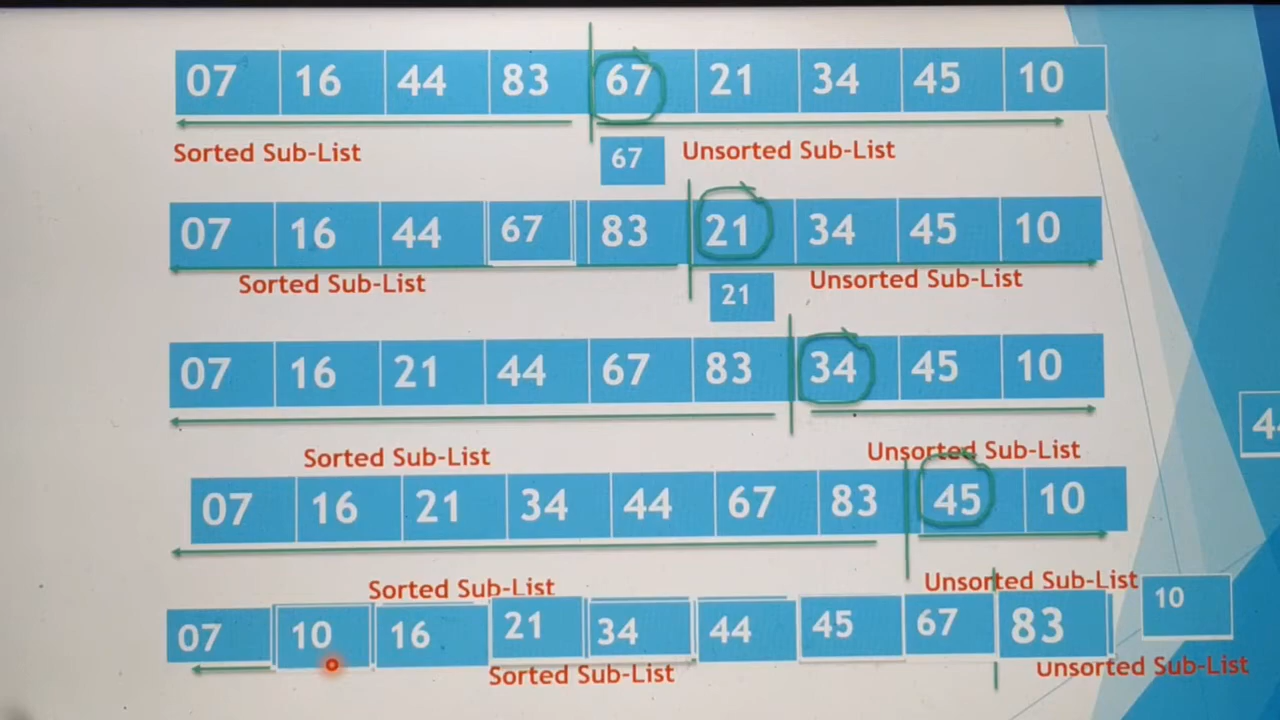 07 16 44 83 67 21 34 45 10
Sorted Sub-List 67 Unsorted Sub-List
07 16 44 67 83 21 34 45 10
Sorted Sub-List 21 Unsorted Sub-List
07 16 21 44 67 83 34 45 10
Sorted Sub-List Unsorted Sub-List
07 16 21 34 44 67 83 45 10
Sorted Sub-List Unsorted Sub-List
07 10 16 21 34 44 45 67 83 10
Sorted Sub-List Unsorted Sub-List